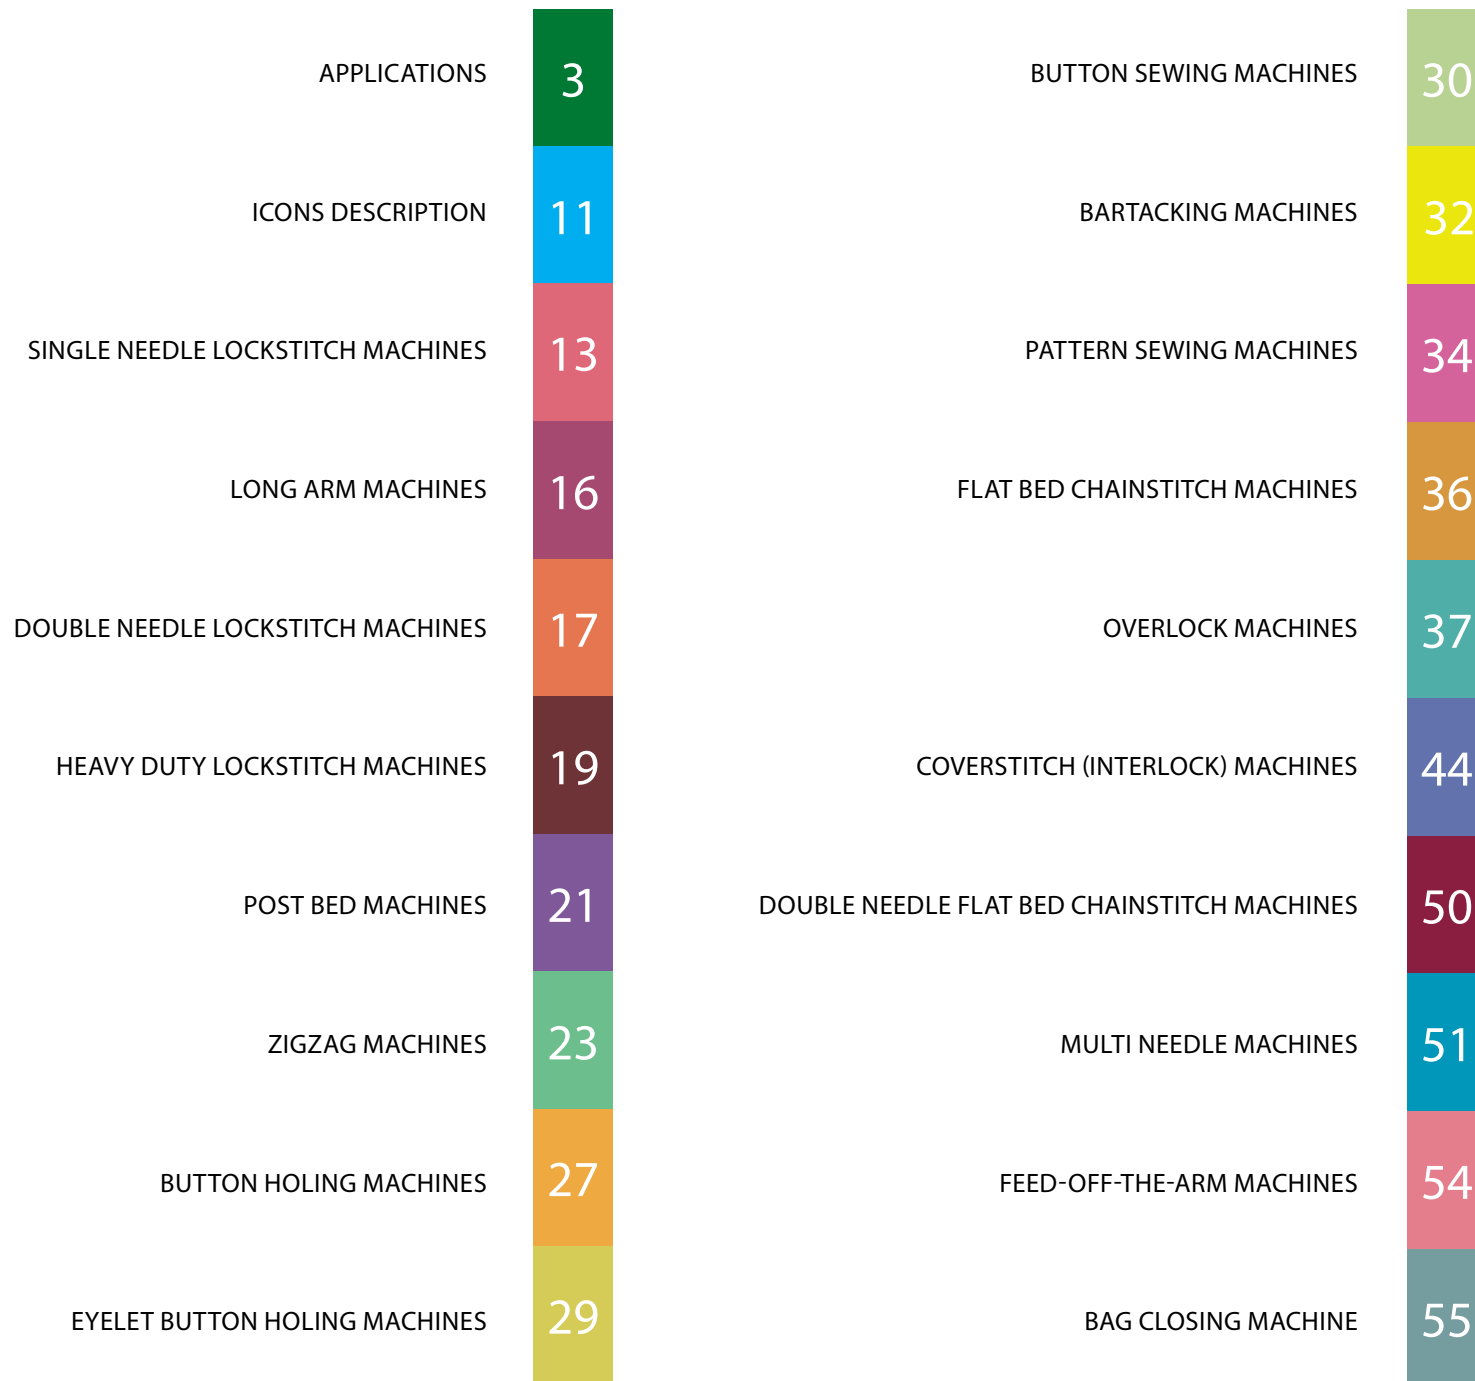 APPLICATIONS 3
ICONS DESCRIPTION 11
SINGLE NEEDLE LOCKSTITCH MACHINES 13
LONG ARM MACHINES 16
DOUBLE NEEDLE LOCKSTITCH MACHINES 17
HEAVY DUTY LOCKSTITCH MACHINES 19
POST BED MACHINES 21
ZIGZAG MACHINES 23
BUTTON HOLING MACHINES 27
EYELET BUTTON HOLING MACHINES 29
BUTTON SEWING MACHINES 30
BARTACKING MACHINES 32
PATTERN SEWING MACHINES 34
FLAT BED CHAINSTITCH MACHINES 36
OVERLOCK MACHINES 37
COVERSTITCH (INTERLOCK) MACHINES 44
DOUBLE NEEDLE FLAT BED CHAINSTITCH MACHINES 50
MULTI NEEDLE MACHINES 51
FEED-OFF-THE-ARM MACHINES 54
BAG CLOSING MACHINE 55